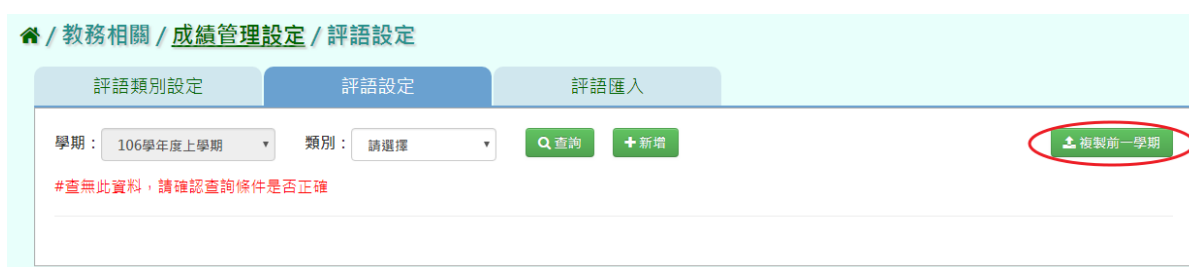 / 教務相關 / 成績管理設定 / 評語設定
評語類別設定 評語設定 評語匯入
學期： 106學年度上學期 類別： 請選擇 查詢 +新增 複製前一學期
#查無此資料，請確認查詢條件是否正確